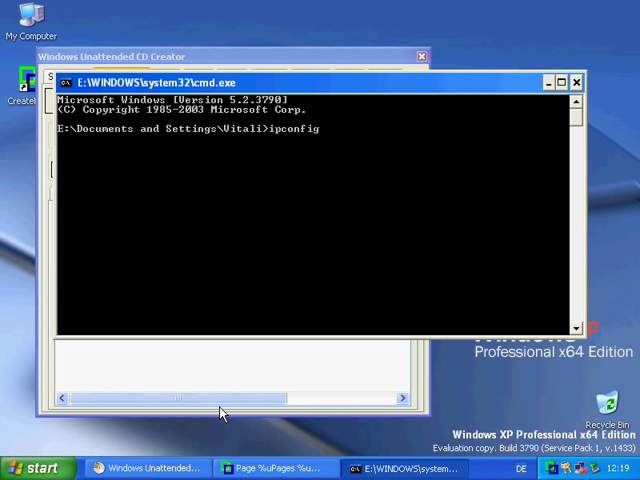 My Computer
Windows Unattended CD Creator
E:\WINDOWS\system32\cmd.exe
Microsoft Windows [Version 5.2.3790]
(C) Copyright 1985-2003 Microsoft Corp.
E:\Documents and Settings\Vitali>ipconfig
Professional x64 Edition
Recycle Bin
Windows XP Professional x64 Edition
Evaluation copy. Build 3790 (Service Pack 1, v.1433)
start
Windows Unattended...
Page %uPages %u...
E:\WINDOWS\system...
DE
12:19